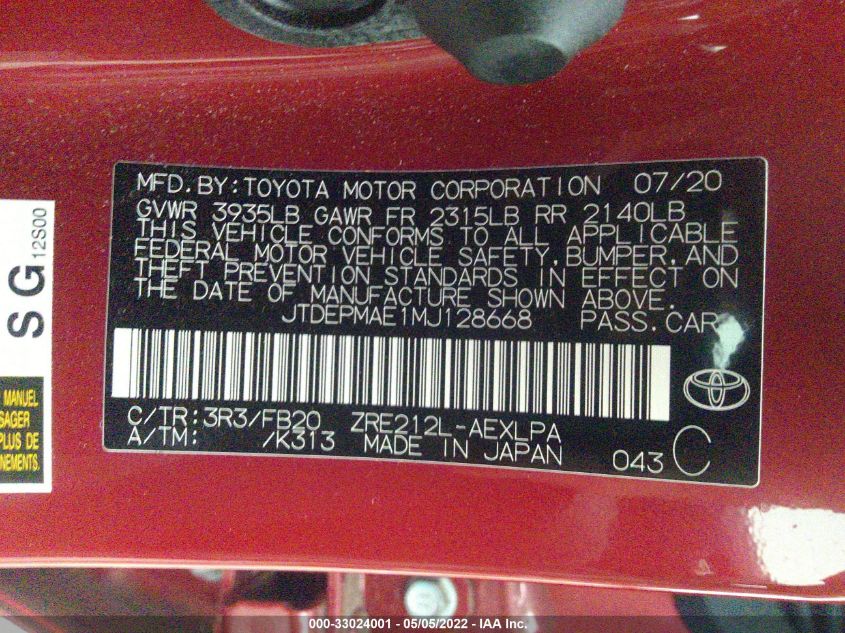 MFD.BY:TOYOTA MOTOR CORPORATION 07/20
GVWR 3935LB GAWR FR 2315LB RR 2140LB
THIS VEHICLE CONFORMS TO ALL APPLICABLE
FEDERAL MOTOR VEHICLE SAFETY,BUMPER,AND
THEFT PREVENTION STANDARDS IN EFFECT ON
THE DATE OF MANUFACTURE SHOWN ABOVE.
JTDEPMAE1MJ128668 PASS.CAR
C/TR:3R3/FB20 ZRE212L-AEXLPA
A/TM: /K313 MADE IN JAPAN
043 C
SG
12S00
MANUEL
SAGER
PLUS DE
NEMENTS.
000-33024001 - 05/05/2022 - IAA Inc.